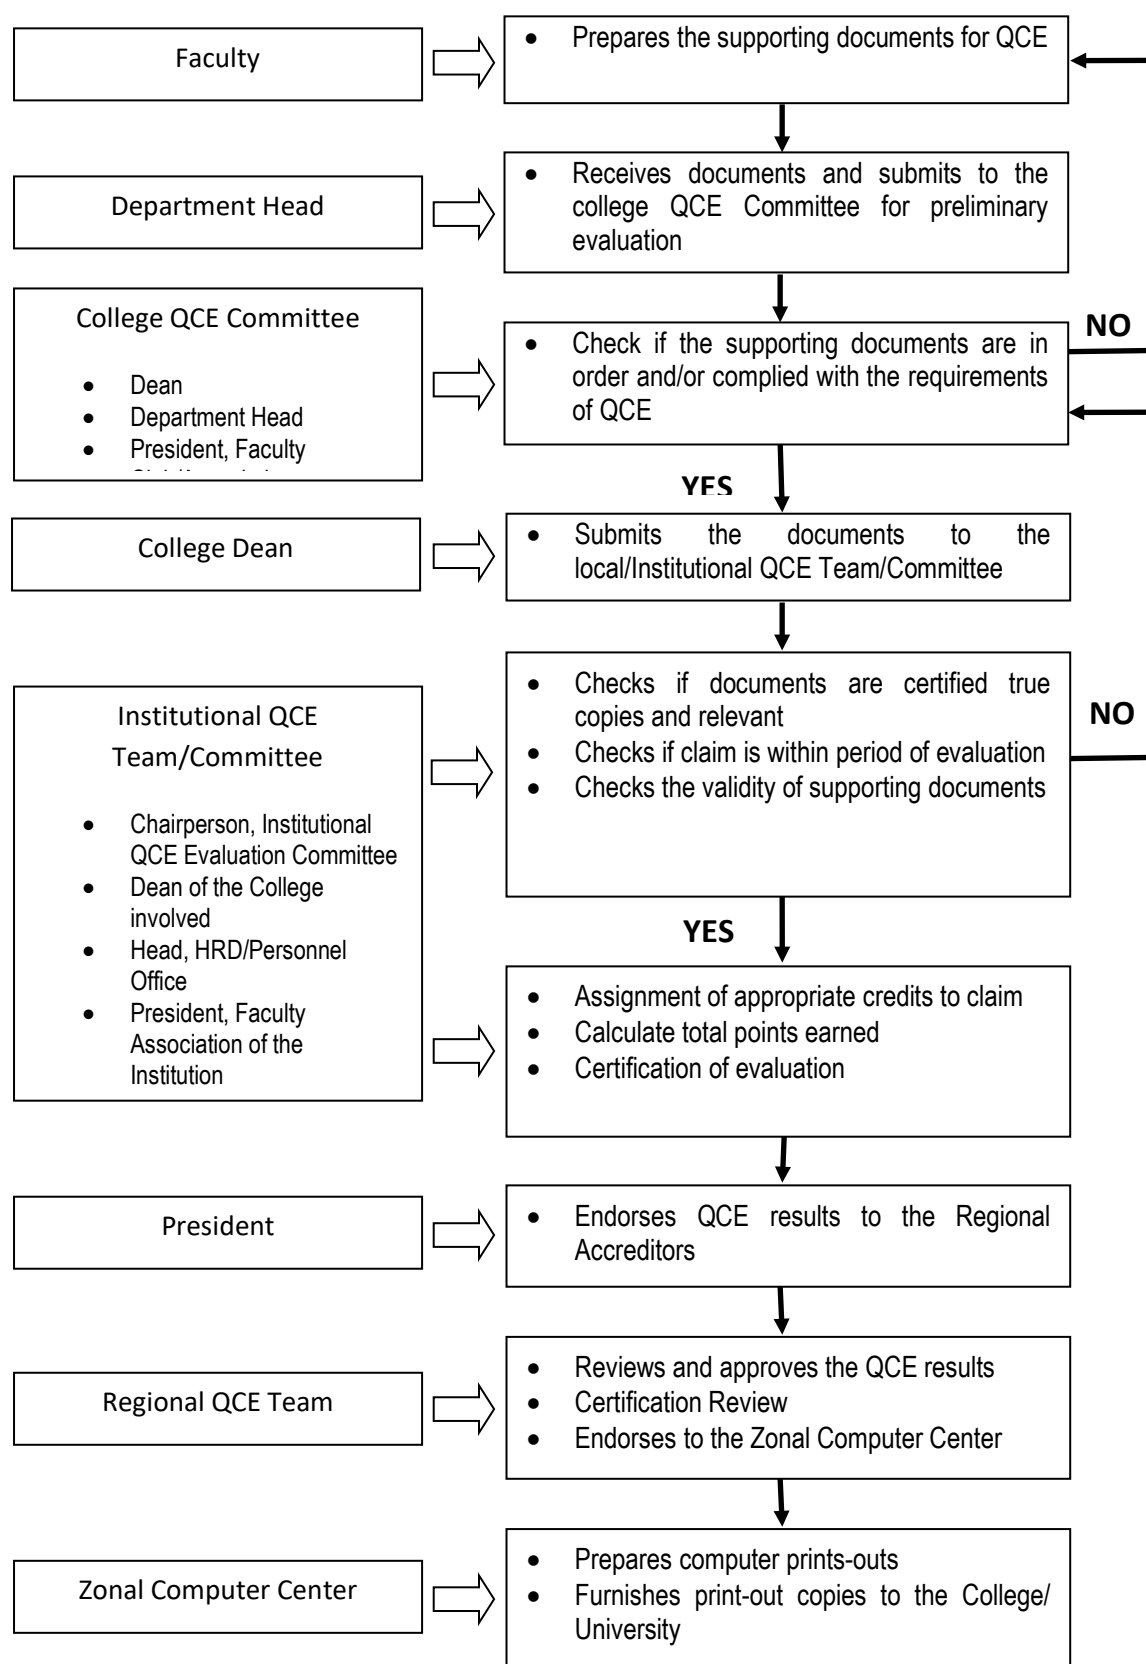 Faculty
• Prepares the supporting documents for QCE
Department Head
• Receives documents and submits to the
college QCE Committee for preliminary
evaluation
College QCE Committee
• Dean
• Department Head
• President, Faculty
• Check if the supporting documents are in
order and/or complied with the requirements
of QCE
NO
YES
College Dean
• Submits the documents to the
local/Institutional QCE Team/Committee
Institutional QCE
Team/Committee
• Chairperson, Institutional
QCE Evaluation Committee
• Dean of the College
involved
• Head, HRD/Personnel
Office
• President, Faculty
Association of the
Institution
• Checks if documents are certified true
copies and relevant
• Checks if claim is within period of evaluation
• Checks the validity of supporting documents
NO
YES
• Assignment of appropriate credits to claim
• Calculate total points earned
• Certification of evaluation
President
• Endorses QCE results to the Regional
Accreditors
Regional QCE Team
• Reviews and approves the QCE results
• Certification Review
• Endorses to the Zonal Computer Center
Zonal Computer Center
• Prepares computer prints-outs
• Furnishes print-out copies to the College/
University